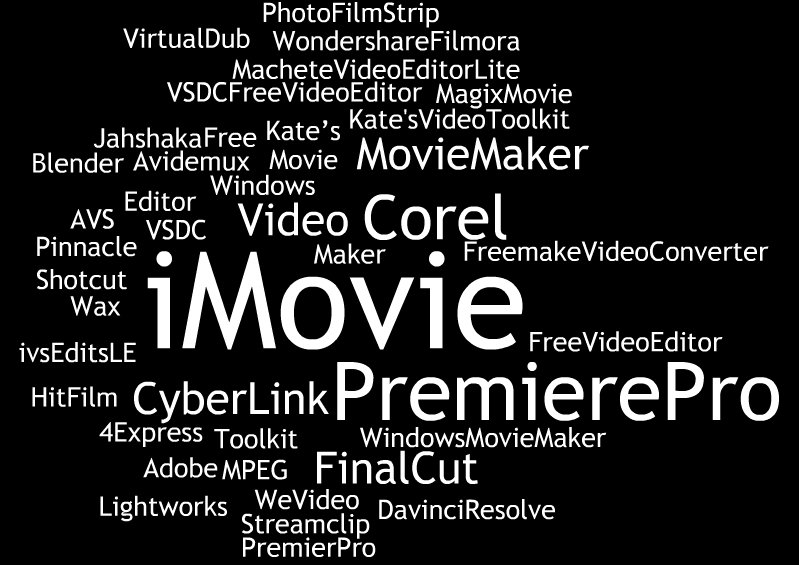 PhotoFilmStrip
VirtualDub WondershareFilmora
MacheteVideoEditorLite
VSDCFreeVideoEditor MagixMovie
Kate'sVideoToolkit
JahshakaFree Kate’s
Blender Avidemux Movie MovieMaker
Windows
Editor
AVS VSDC Video Corel
Pinnacle Maker FreemakeVideoConverter
Shotcut
Wax
iMovie
ivsEditsLE FreeVideoEditor
HitFilm CyberLink PremierePro
4Express Toolkit WindowsMovieMaker
Adobe MPEG FinalCut
Lightworks WeVideo DavinciResolve
Streamclip
PremierPro